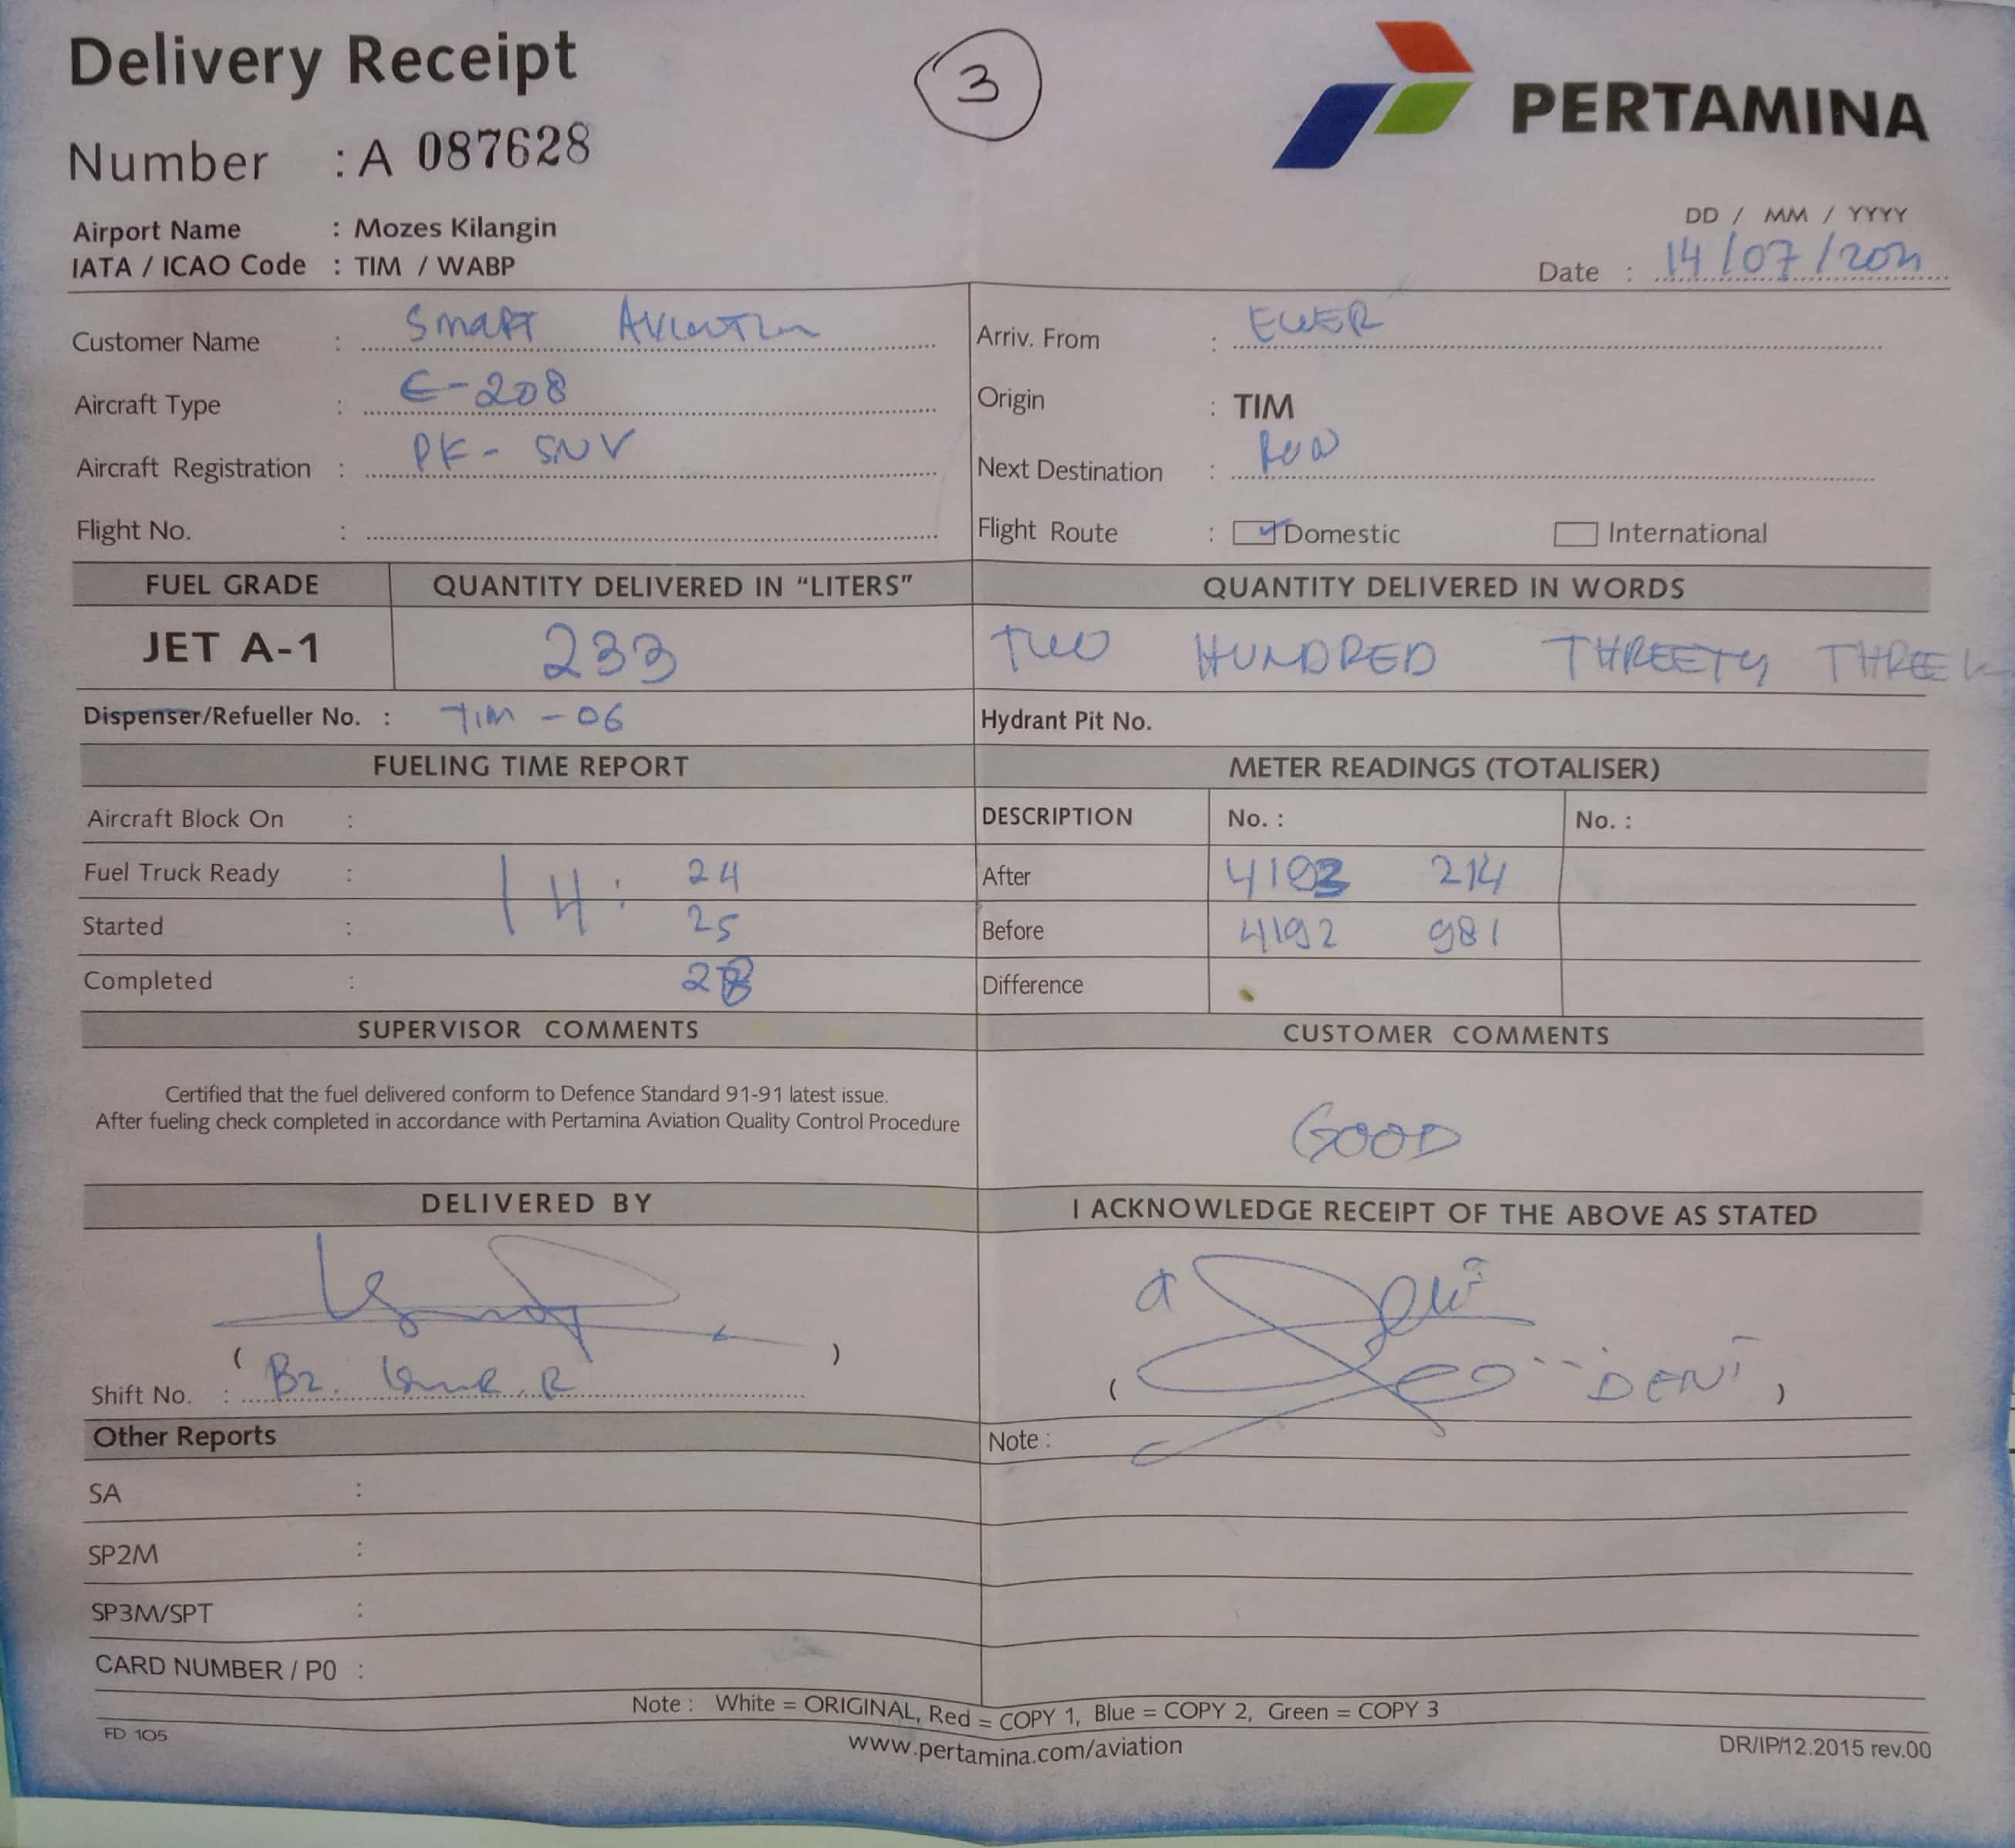 Delivery Receipt
3
PERTAMINA
Number : A 087628
Airport Name : Mozes Kilangin
IATA / ICAO Code : TIM / WABP
DD / MM / YYYY
Date : 14/07/2021
Customer Name : SMART AVIATION
Arriv. From : EWER
Aircraft Type : C-208
Origin : TIM
Aircraft Registration : PK - SNV
Next Destination : RON
Flight No. :
Flight Route : Domestic International
FUEL GRADE QUANTITY DELIVERED IN “LITERS” QUANTITY DELIVERED IN WORDS
JET A-1 233 TWO HUNDRED THREETY THREE
Dispenser/Refueller No. : TIM - 06 Hydrant Pit No.
FUELING TIME REPORT METER READINGS (TOTALISER)
Aircraft Block On : DESCRIPTION No. : No. :
Fuel Truck Ready : 14 : 24 After 4193 214
Started : 25 Before 4192 981
Completed : 28 Difference
SUPERVISOR COMMENTS CUSTOMER COMMENTS
Certified that the fuel delivered conform to Defence Standard 91-91 latest issue.
After fueling check completed in accordance with Pertamina Aviation Quality Control Procedure
GOOD
DELIVERED BY I ACKNOWLEDGE RECEIPT OF THE ABOVE AS STATED
( ) ( DENI )
Shift No. : B2.
Other Reports Note :
SA :
SP2M :
SP3M/SPT :
CARD NUMBER / P0 :
Note : White = ORIGINAL, Red = COPY 1, Blue = COPY 2, Green = COPY 3
FD 105 www.pertamina.com/aviation DR/IP/12.2015 rev.00